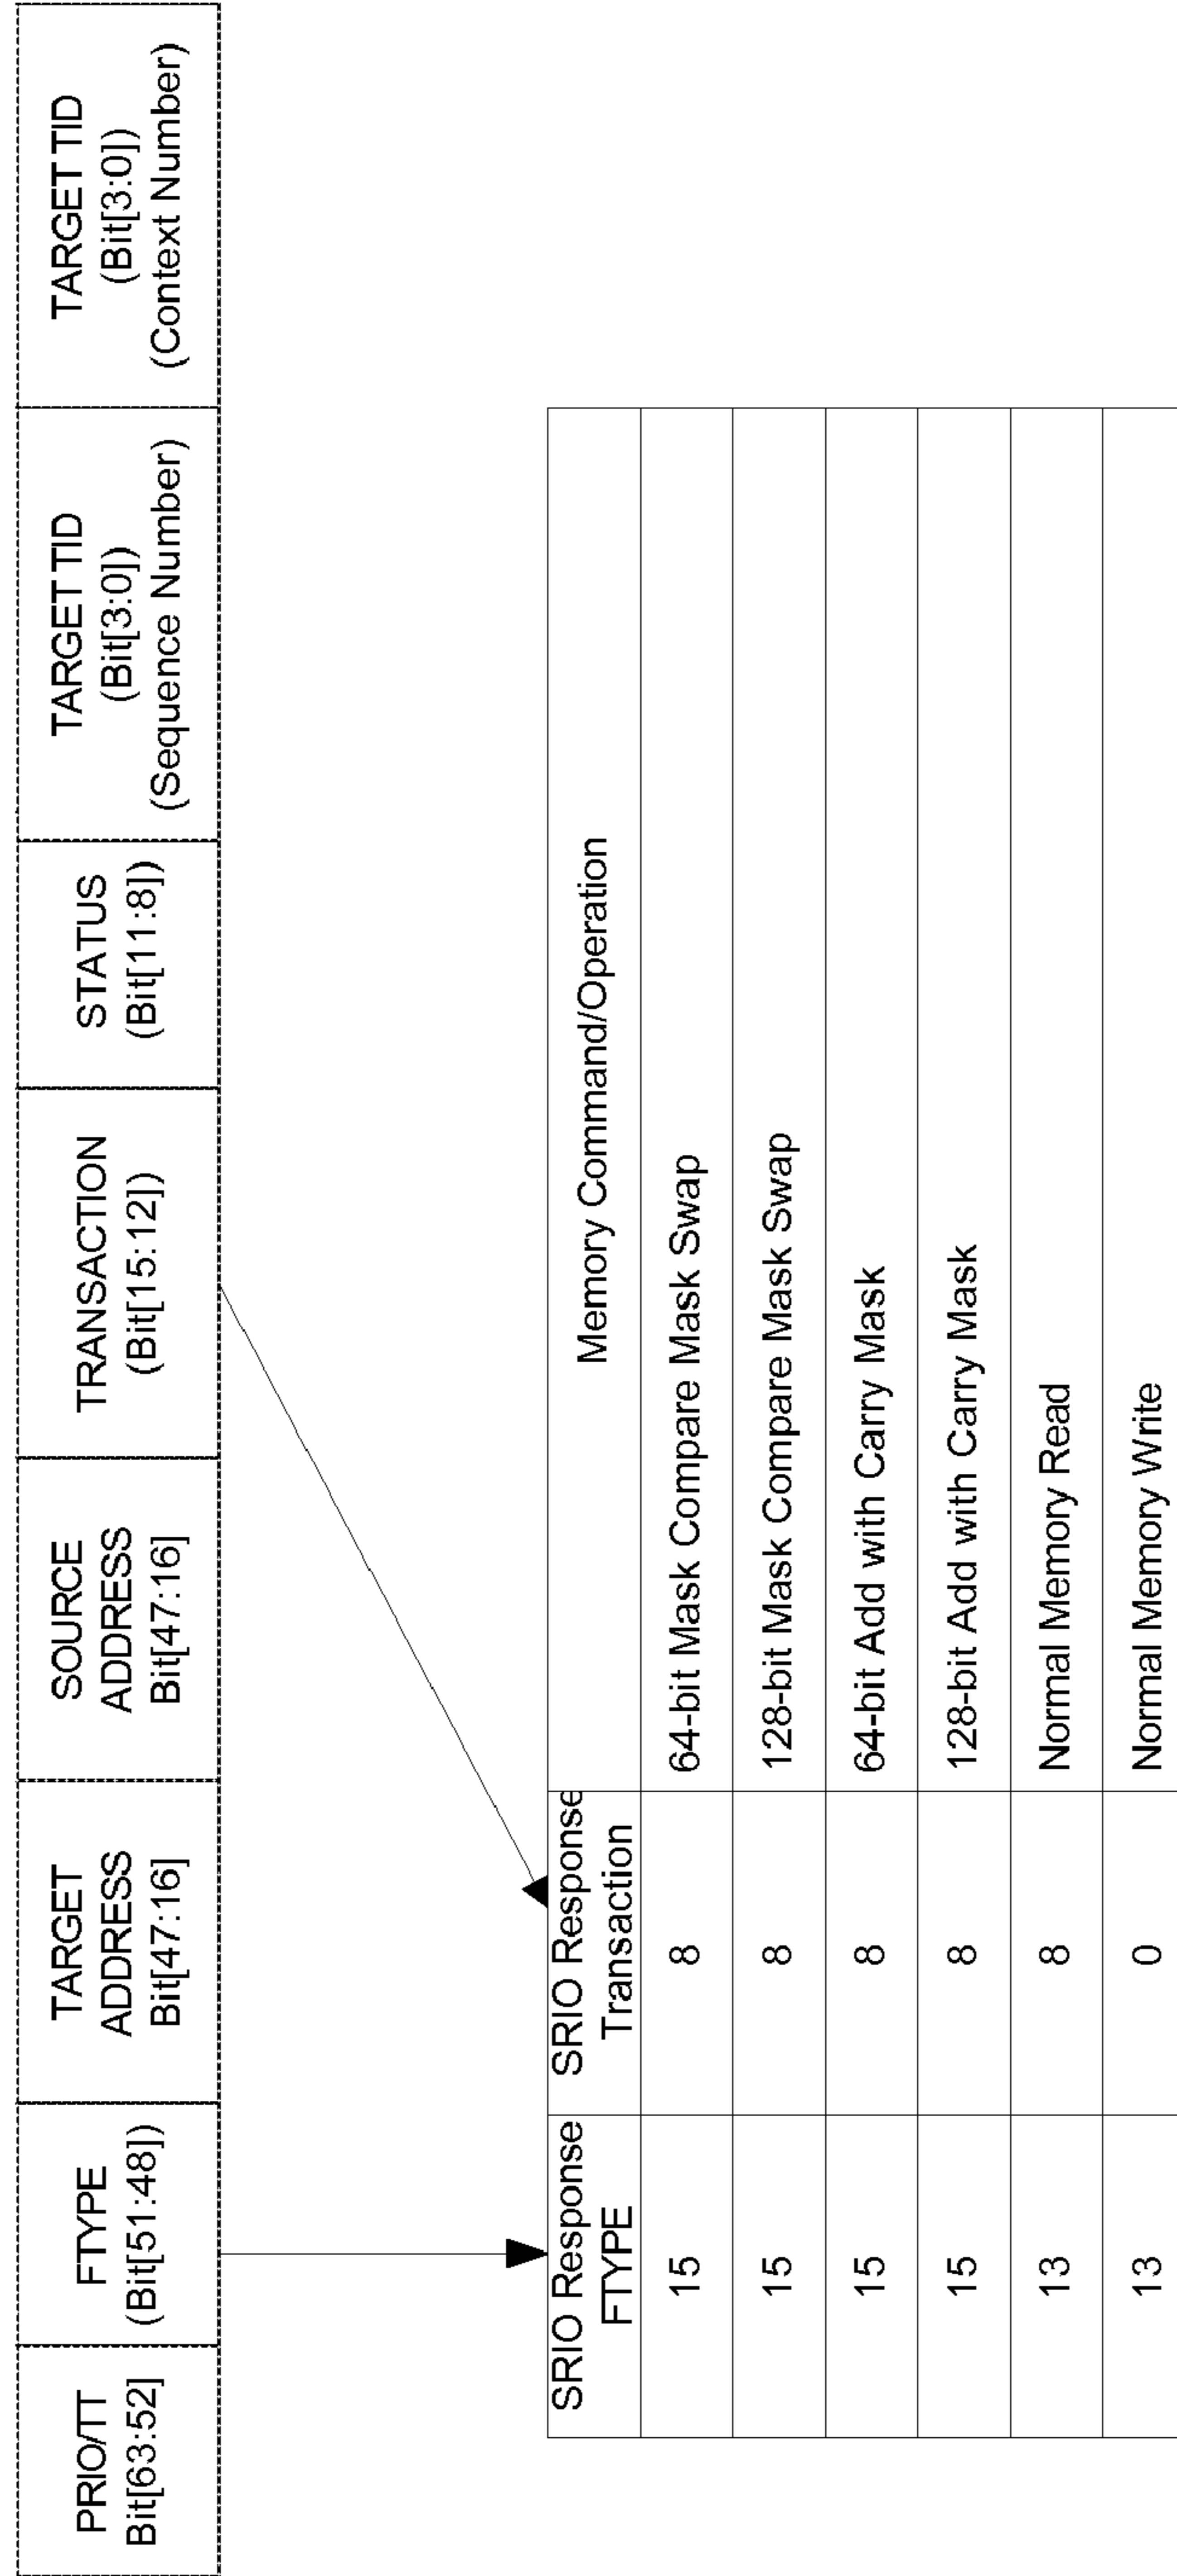 PRIO/TT
Bit[63:52]
FTYPE
(Bit[51:48])
TARGET
ADDRESS
Bit[47:16]
SOURCE
ADDRESS
Bit[47:16]
TRANSACTION
(Bit[15:12])
STATUS
(Bit[11:8])
TARGET TID
(Bit[3:0])
(Sequence Number)
TARGET TID
(Bit[3:0])
(Context Number)
SRIO Response
FTYPE
SRIO Response
Transaction
Memory Command/Operation
15 8 64-bit Mask Compare Mask Swap
15 8 128-bit Mask Compare Mask Swap
15 8 64-bit Add with Carry Mask
15 8 128-bit Add with Carry Mask
13 8 Normal Memory Read
13 0 Normal Memory Write